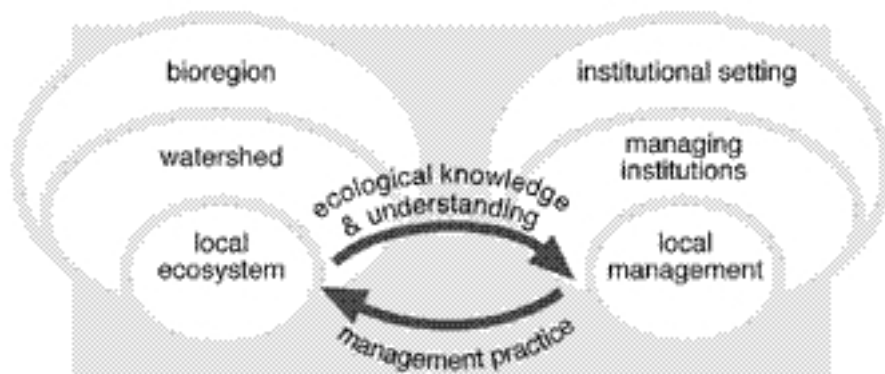 bioregion
institutional setting
watershed
managing
institutions
ecological knowledge
& understanding
local
ecosystem
local
management
management practice